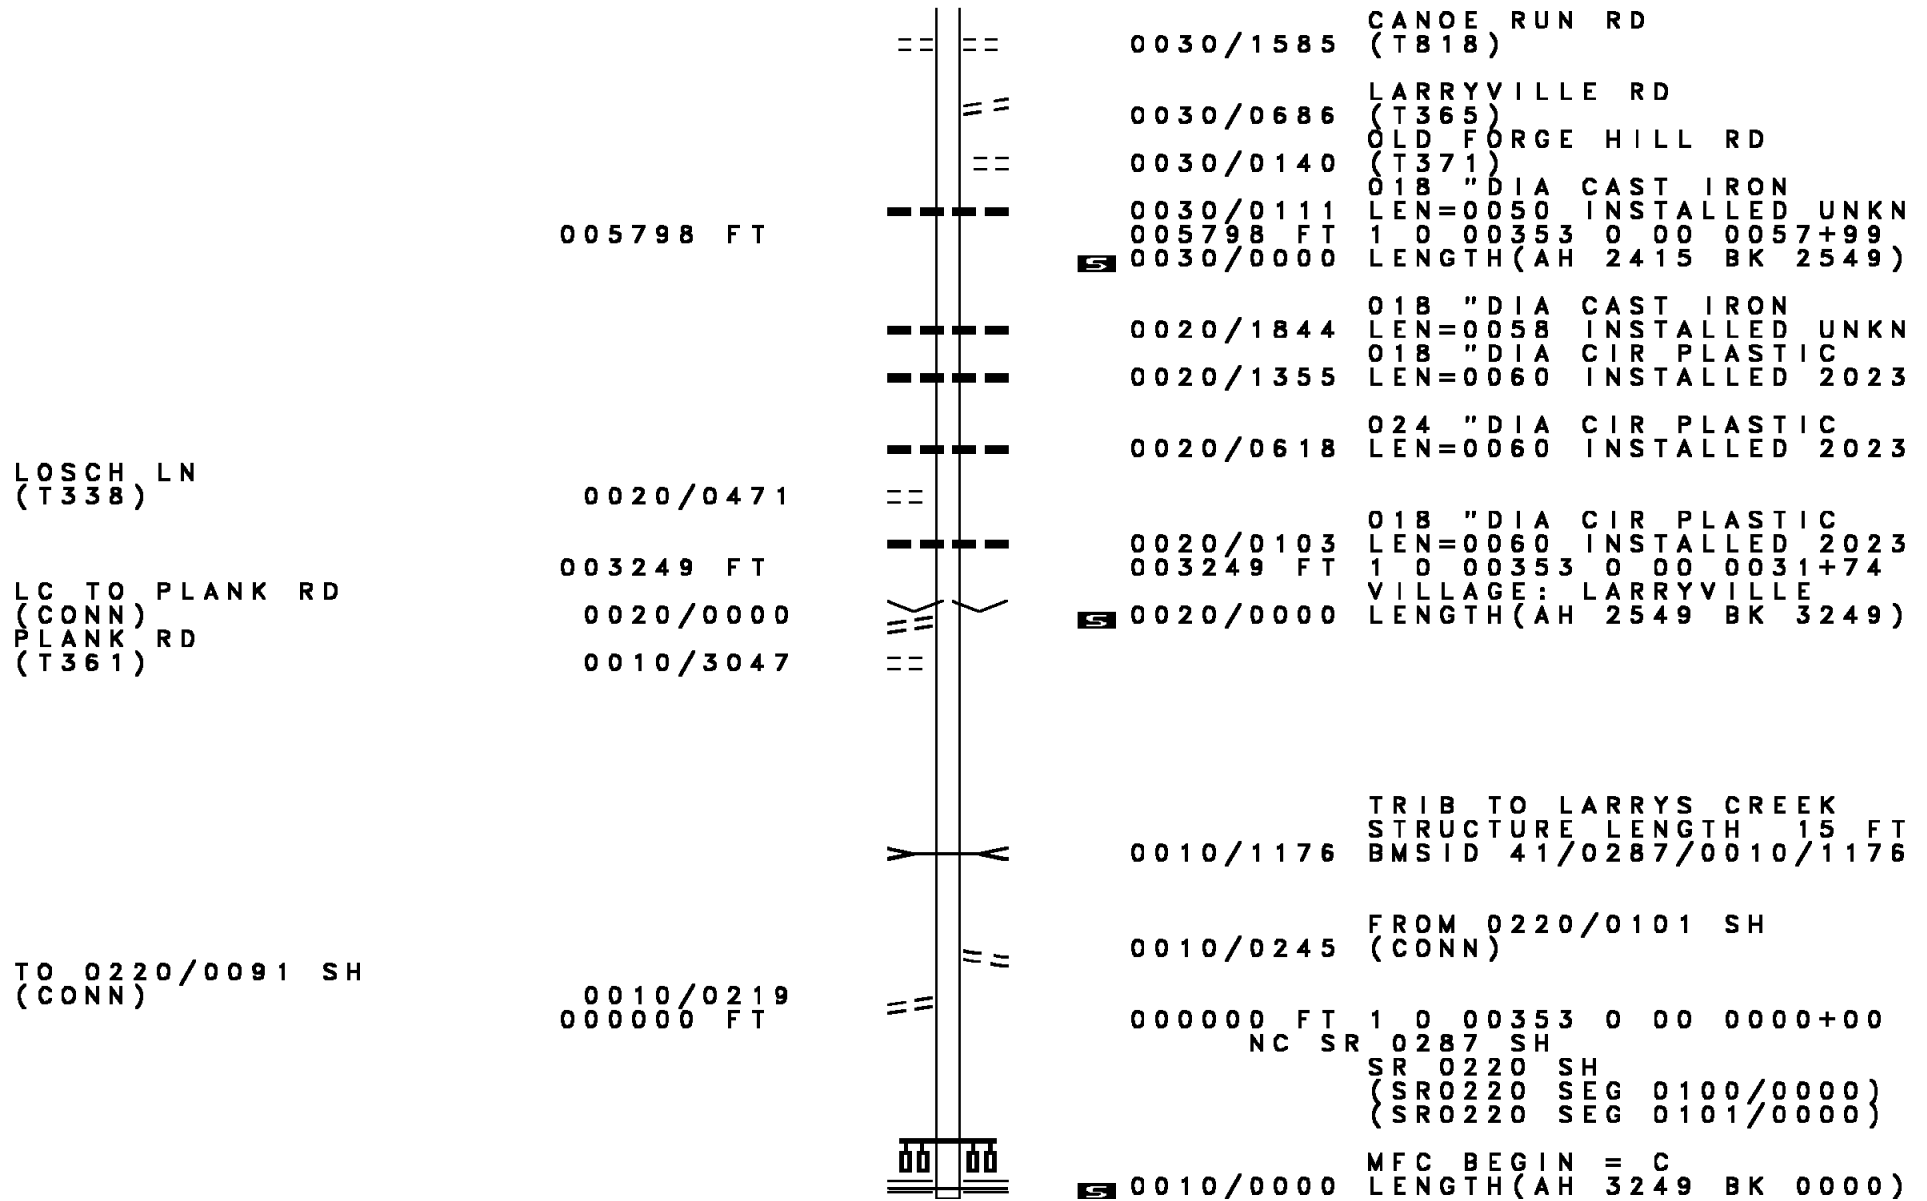 CANOE RUN RD
0030/1585 (T818)
LARRYVILLE RD
0030/0686 (T365)
OLD FORGE HILL RD
0030/0140 (T371)
018 "DIA CAST IRON
0030/0111 LEN=0050 INSTALLED UNKN
005798 FT 005798 FT 1 0 00353 0 00 0057+99
S 0030/0000 LENGTH(AH 2415 BK 2549)
018 "DIA CAST IRON
0020/1844 LEN=0058 INSTALLED UNKN
018 "DIA CIR PLASTIC
0020/1355 LEN=0060 INSTALLED 2023
024 "DIA CIR PLASTIC
0020/0618 LEN=0060 INSTALLED 2023
LOSCH LN
(T338) 0020/0471
018 "DIA CIR PLASTIC
0020/0103 LEN=0060 INSTALLED 2023
003249 FT 003249 FT 1 0 00353 0 00 0031+74
LC TO PLANK RD VILLAGE: LARRYVILLE
(CONN) 0020/0000 S 0020/0000 LENGTH(AH 2549 BK 3249)
PLANK RD
(T361) 0010/3047
TRIB TO LARRYS CREEK
STRUCTURE LENGTH 15 FT
0010/1176 BMSID 41/0287/0010/1176
FROM 0220/0101 SH
0010/0245 (CONN)
TO 0220/0091 SH
(CONN) 0010/0219
000000 FT 000000 FT 1 0 00353 0 00 0000+00
NC SR 0287 SH
SR 0220 SH
(SR0220 SEG 0100/0000)
(SR0220 SEG 0101/0000)
MFC BEGIN = C
S 0010/0000 LENGTH(AH 3249 BK 0000)